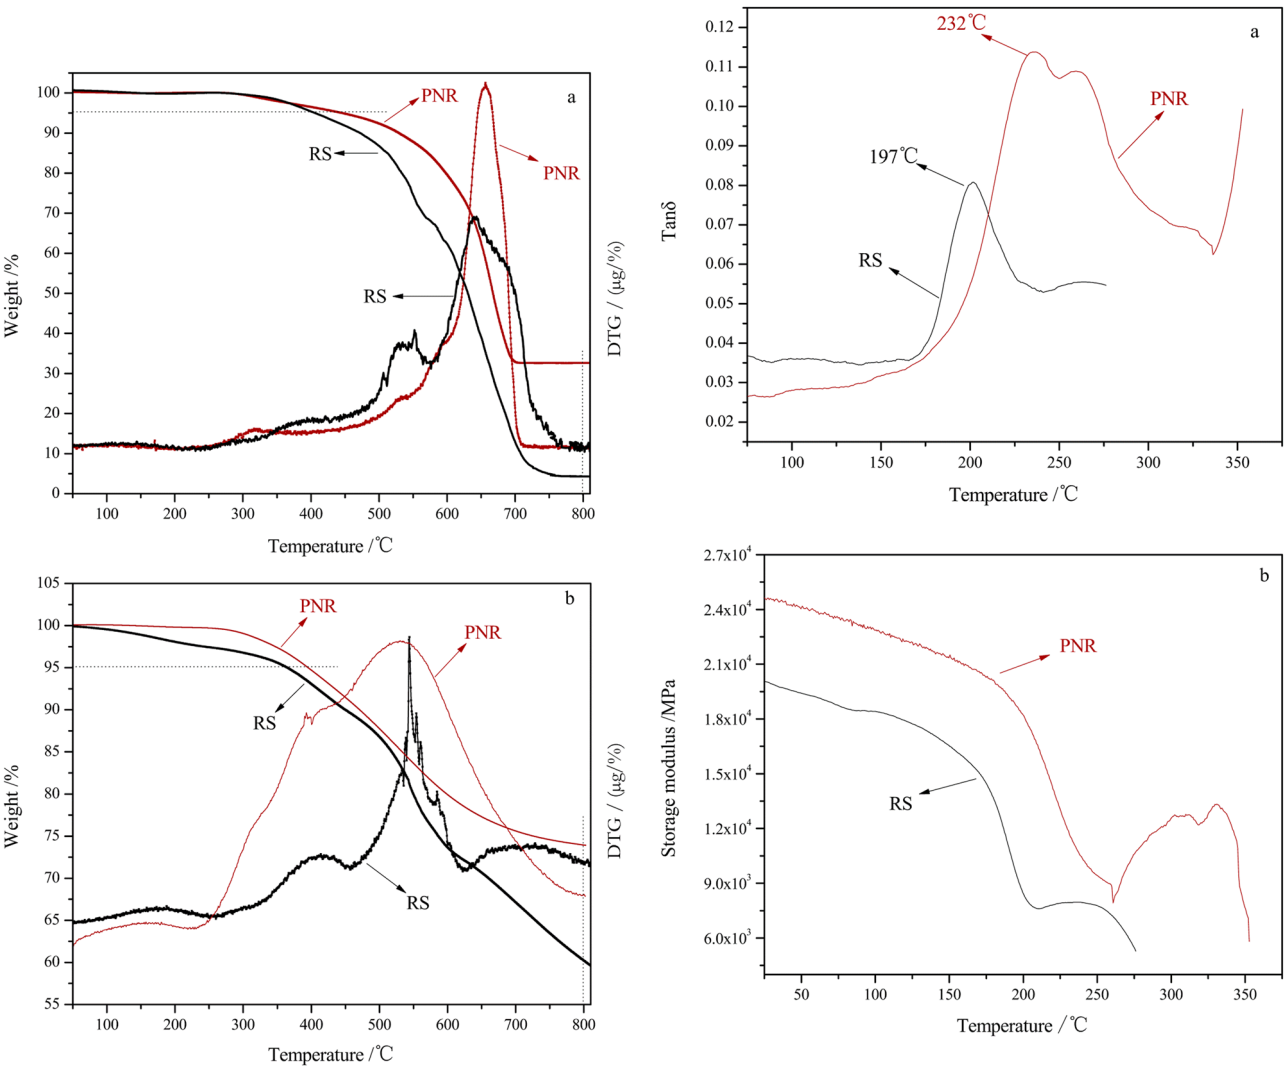 a
PNR
RS
PNR
RS
100
90
80
70
60
50
40
30
20
10
0
Weight /%
DTG / (μg/%)
100 200 300 400 500 600 700 800
Temperature /℃
a
232℃
PNR
197℃
RS
0.12
0.11
0.10
0.09
0.08
0.07
0.06
0.05
0.04
0.03
0.02
Tanδ
100 150 200 250 300 350
Temperature /℃
b
PNR
PNR
RS
RS
105
100
95
90
85
80
75
70
65
60
55
Weight /%
DTG / (μg/%)
100 200 300 400 500 600 700 800
Temperature /℃
b
PNR
RS
2.7x10⁴
2.4x10⁴
2.1x10⁴
1.8x10⁴
1.5x10⁴
1.2x10⁴
9.0x10³
6.0x10³
Storage modulus /MPa
50 100 150 200 250 300 350
Temperature /℃